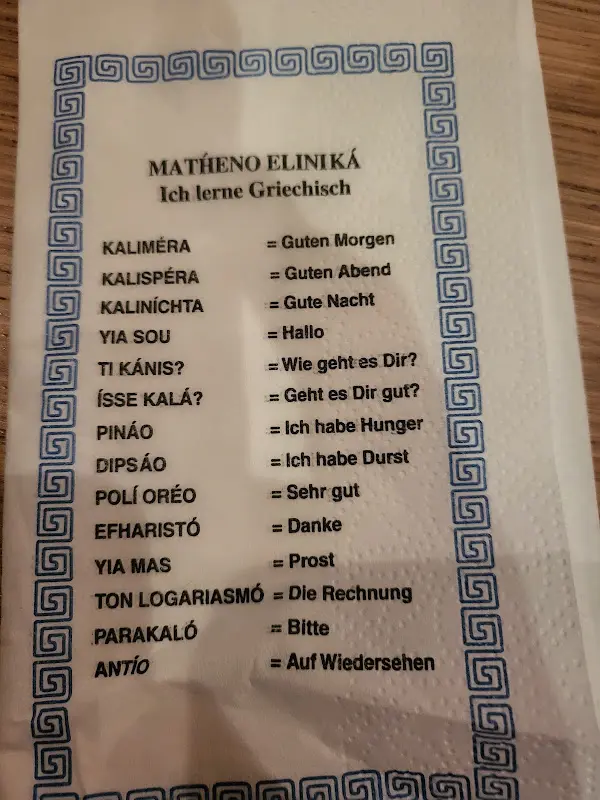 MATHÉNO ELINIKÁ
Ich lerne Griechisch
KALIMÉRA = Guten Morgen
KALISPÉRA = Guten Abend
KALINÍCHTA = Gute Nacht
YIA SOU = Hallo
TI KÁNIS? = Wie geht es Dir?
ÍSSE KALÁ? = Geht es Dir gut?
PINÁO = Ich habe Hunger
DIPSÁO = Ich habe Durst
POLÍ ORÉO = Sehr gut
EFHARISTÓ = Danke
YIA MAS = Prost
TON LOGARIASMÓ = Die Rechnung
PARAKALÓ = Bitte
ANTÍO = Auf Wiedersehen